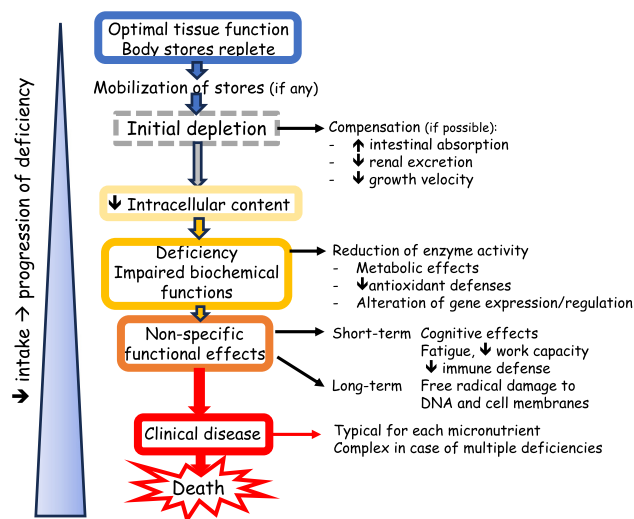 Optimal tissue function
Body stores replete
Mobilization of stores (if any)
Initial depletion
Compensation (if possible):
- 🡹 intestinal absorption
- 🡻 renal excretion
- 🡻 growth velocity
🡻 Intracellular content
Deficiency
Impaired biochemical
functions
Reduction of enzyme activity
- Metabolic effects
- 🡻antioxidant defenses
- Alteration of gene expression/regulation
Non-specific
functional effects
Short-term Cognitive effects
Fatigue, 🡻 work capacity
🡻 immune defense
Long-term Free radical damage to
DNA and cell membranes
Clinical disease
Typical for each micronutrient
Complex in case of multiple deficiencies
Death
🡻 intake → progression of deficiency